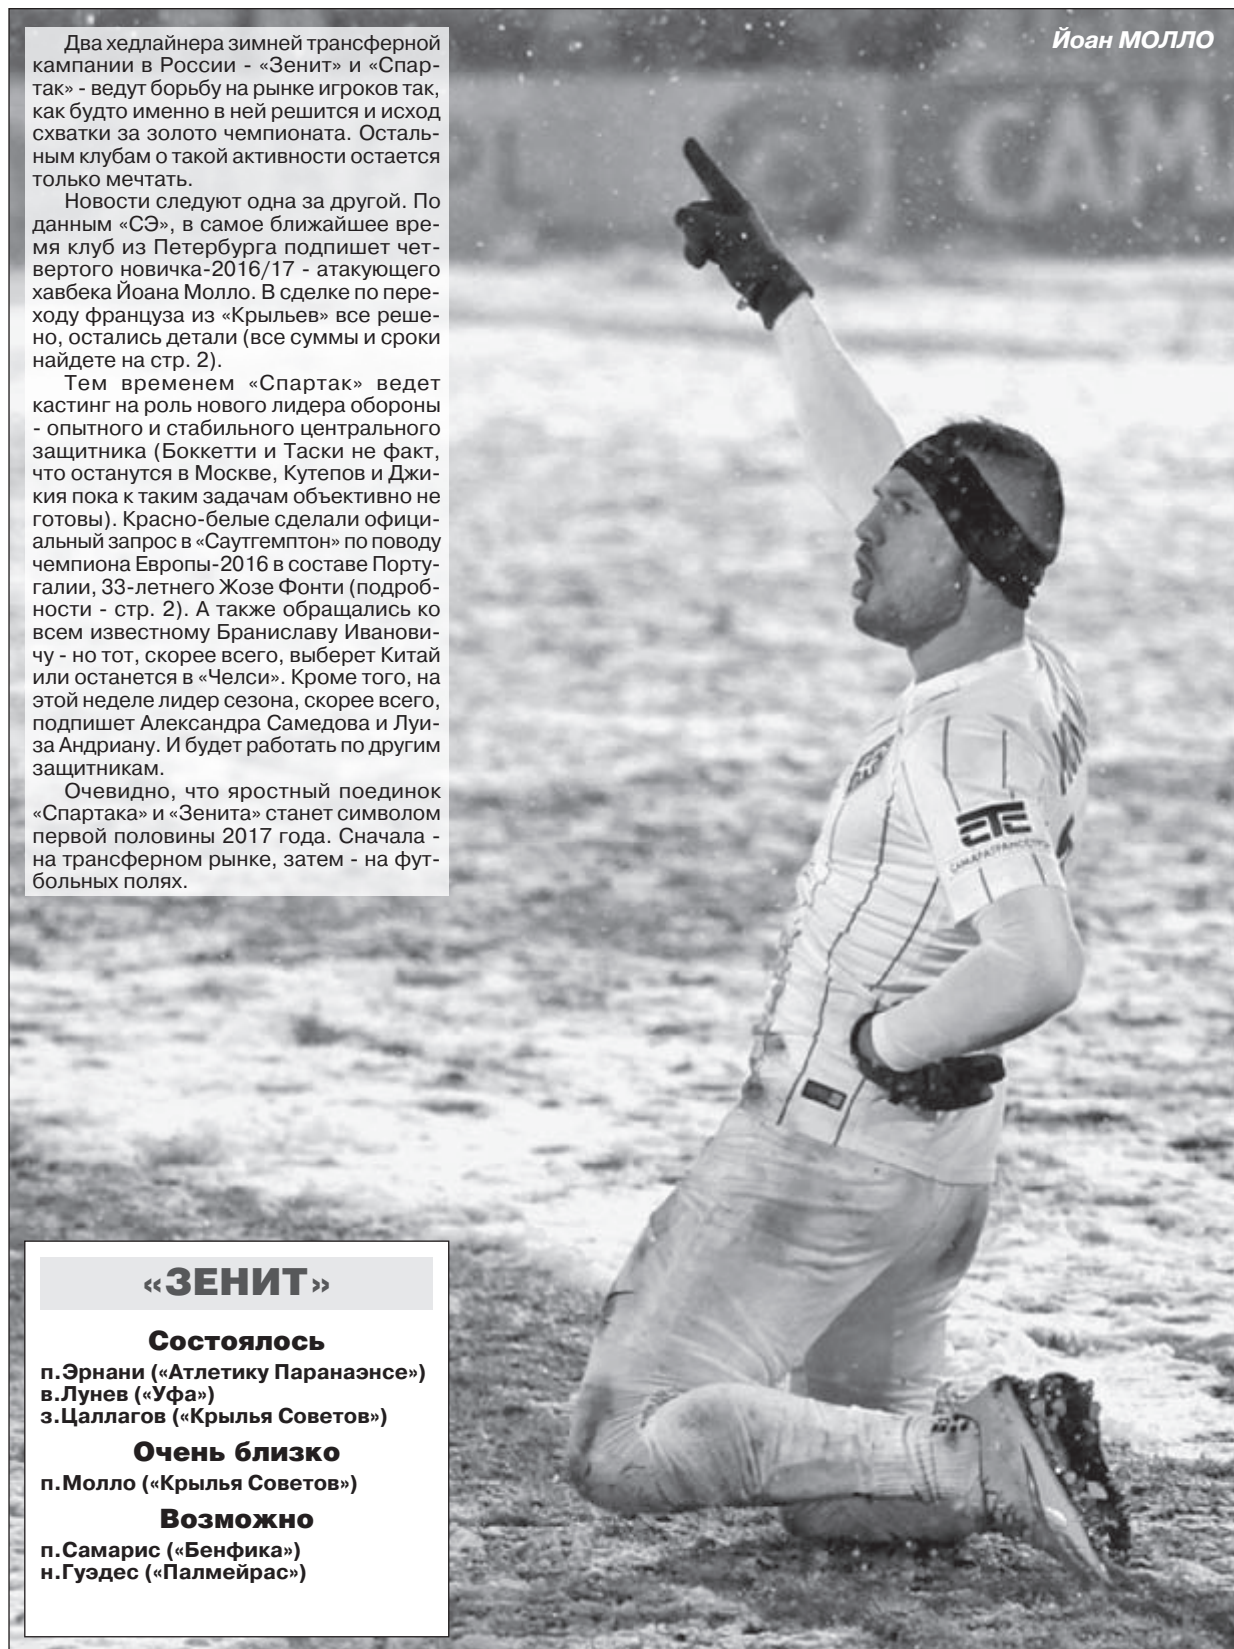 Йоан МОЛЛО
Два хедлайнера зимней трансферной
кампании в России - «Зенит» и «Спар-
так» - ведут борьбу на рынке игроков так,
как будто именно в ней решится и исход
схватки за золото чемпионата. Осталь-
ным клубам о такой активности остается
только мечтать.
Новости следуют одна за другой. По
данным «СЭ», в самое ближайшее вре-
мя клуб из Петербурга подпишет чет-
вертого новичка-2016/17 - атакующего
хавбека Йоана Молло. В сделке по пере-
ходу француза из «Крыльев» все реше-
но, остались детали (все суммы и сроки
найдете на стр. 2).
Тем временем «Спартак» ведет
кастинг на роль нового лидера обороны
- опытного и стабильного центрального
защитника (Боккетти и Таски не факт,
что останутся в Москве, Кутепов и Джи-
кия пока к таким задачам объективно не
готовы). Красно-белые сделали офици-
альный запрос в «Саутгемптон» по поводу
чемпиона Европы-2016 в составе Порту-
галии, 33-летнего Жозе Фонти (подроб-
ности - стр. 2). А также обращались ко
всем известному Браниславу Иванови-
чу - но тот, скорее всего, выберет Китай
или останется в «Челси». Кроме того, на
этой неделе лидер сезона, скорее всего,
подпишет Александра Самедова и Луи-
за Андриану. И будет работать по другим
защитникам.
Очевидно, что яростный поединок
«Спартака» и «Зенита» станет символом
первой половины 2017 года. Сначала -
на трансферном рынке, затем - на фут-
больных полях.
САМ
СТГ
«ЗЕНИТ»
Состоялось
п.Эрнани («Атлетику Паранаэнсе»)
в.Лунев («Уфа»)
з.Цаллагов («Крылья Советов»)
Очень близко
п.Молло («Крылья Советов»)
Возможно
п.Самарис («Бенфика»)
н.Гуэдес («Палмейрас»)